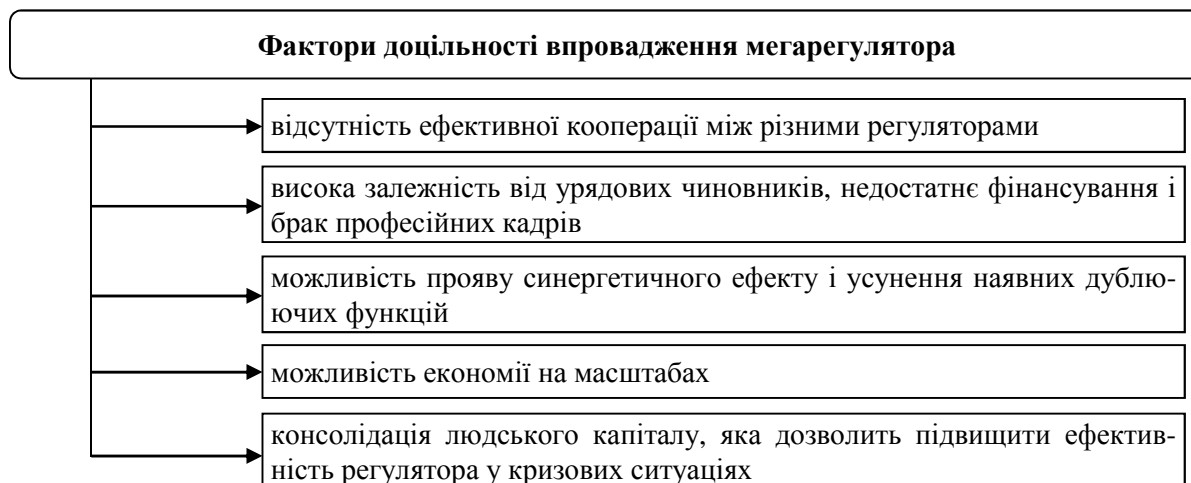 Фактори доцільності впровадження мегарегулятора
відсутність ефективної кооперації між різними регуляторами
висока залежність від урядових чиновників, недостатнє фінансування і
брак професійних кадрів
можливість прояву синергетичного ефекту і усунення наявних дублю-
ючих функцій
можливість економії на масштабах
консолідація людського капіталу, яка дозволить підвищити ефектив-
ність регулятора у кризових ситуаціях